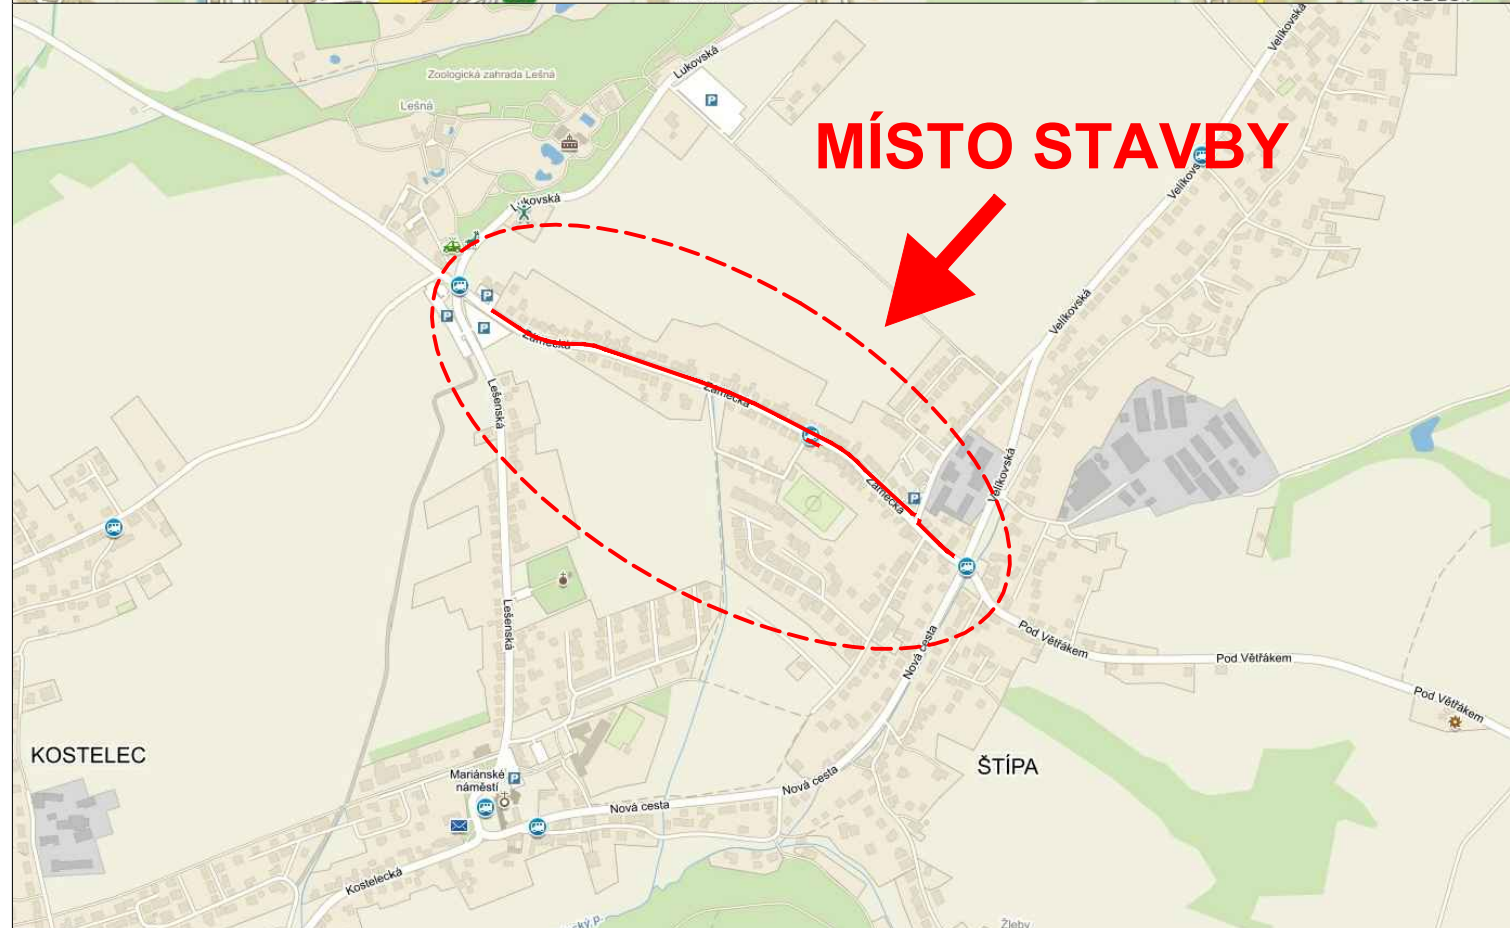 Velíkovská
Lukovská
Zoologická zahrada Lešná
Lešná
P
MÍSTO STAVBY
Velíkovská
Lukovská
P
P
P
Velíkovská
Zámecká
Lešenská
Zámecká
Velíkovská
Zámecká
P
Lešenská
Pod Větřákem
Nová cesta
Pod Větřákem
Pod Větřákem
KOSTELEC
ŠTÍPA
Mariánské
náměstí
P
Nová cesta
Nová cesta
Kostelecká
Žleby